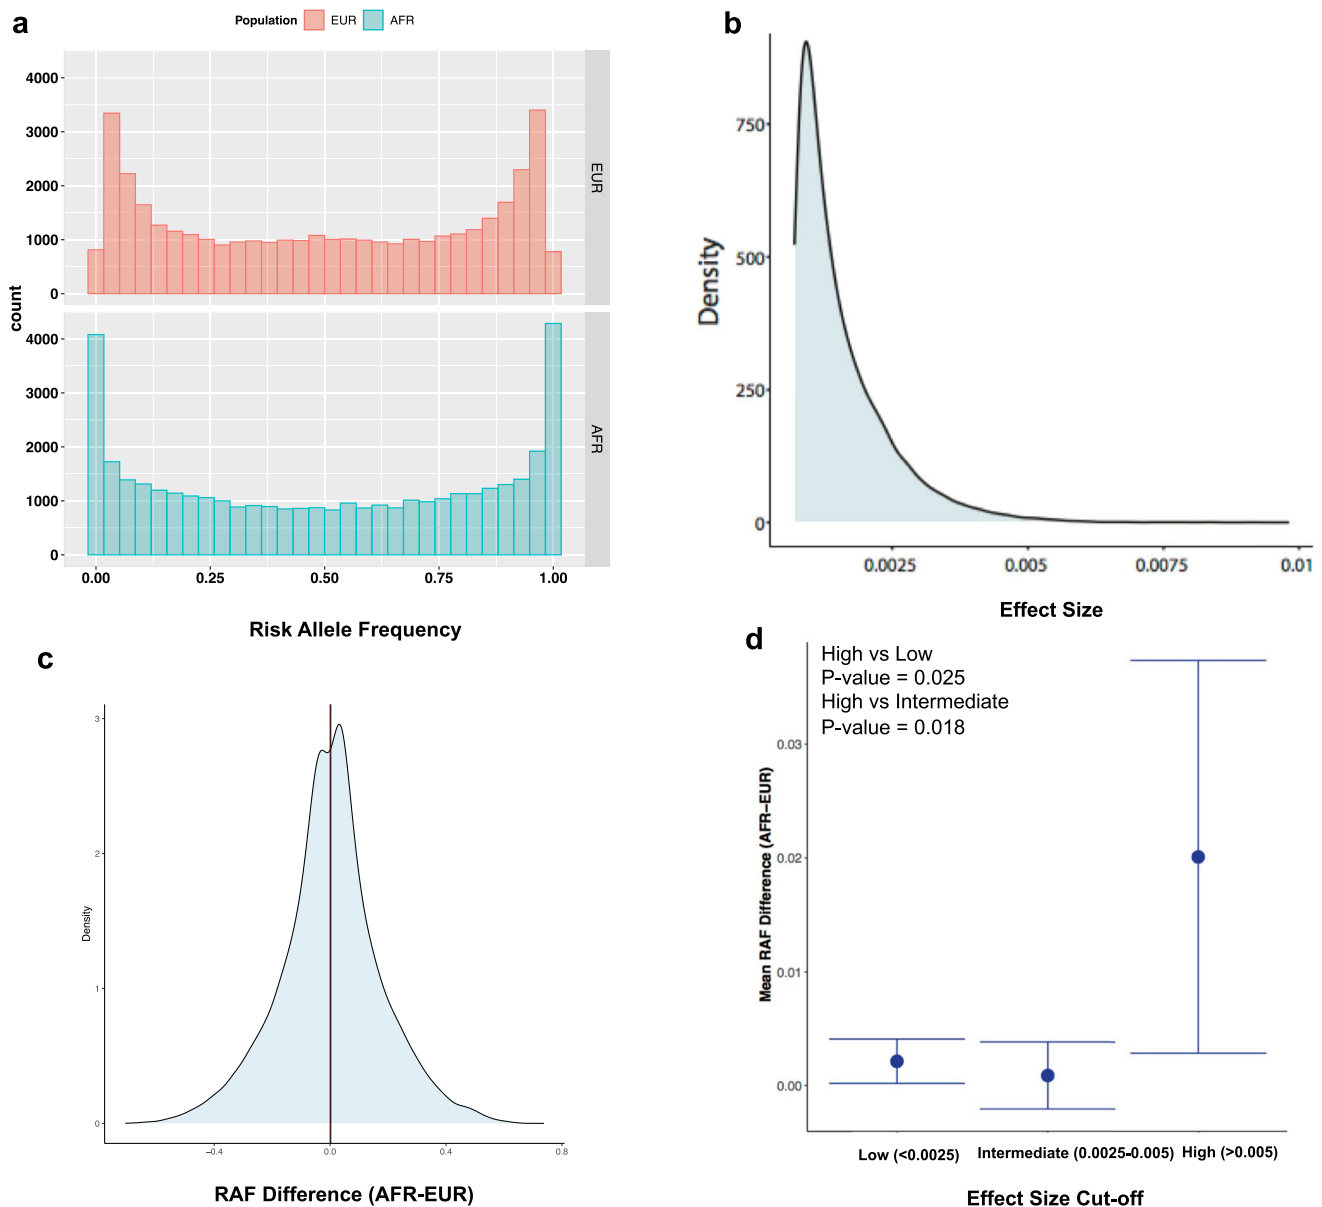 a
Population EUR AFR
4000
3000
2000
1000
0
EUR
4000
3000
2000
1000
0
AFR
count
0.00 0.25 0.50 0.75 1.00
Risk Allele Frequency
b
750
500
250
0
Density
0.0025 0.005 0.0075 0.01
Effect Size
c
3
2
1
0
Density
−0.4 0.0 0.4 0.8
RAF Difference (AFR-EUR)
d
High vs Low
P-value = 0.025
High vs Intermediate
P-value = 0.018
0.03
0.02
0.01
0.00
Mean RAF Difference (AFR−EUR)
Low (<0.0025) Intermediate (0.0025-0.005) High (>0.005)
Effect Size Cut-off